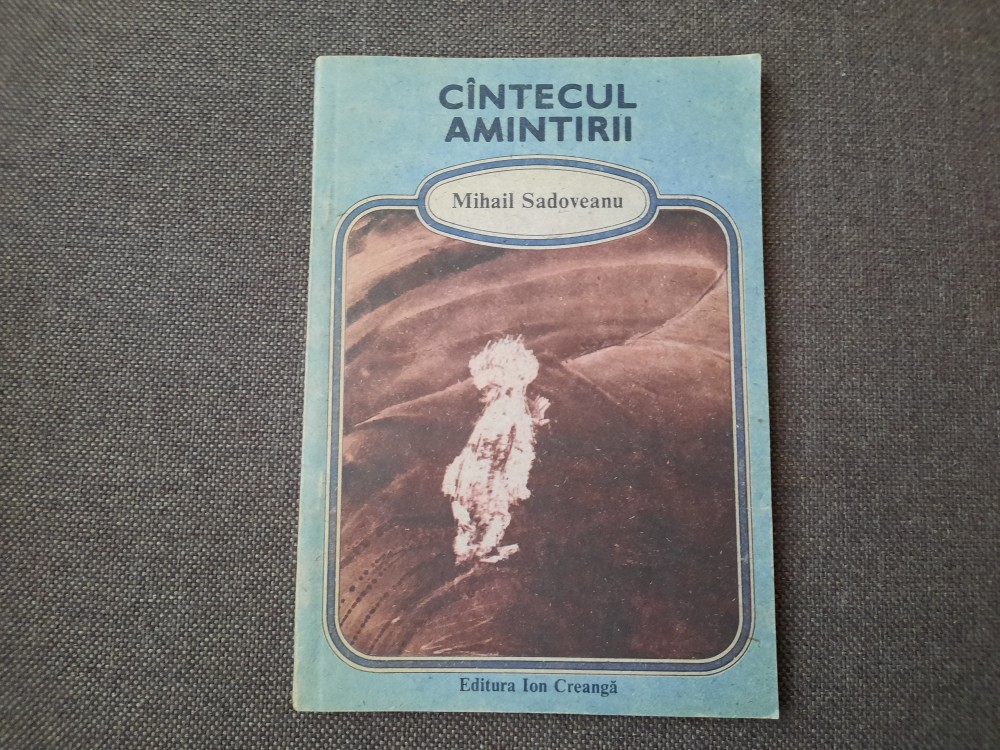 CÎNTECUL
AMINTIRII
Mihail Sadoveanu
Editura Ion Creangă